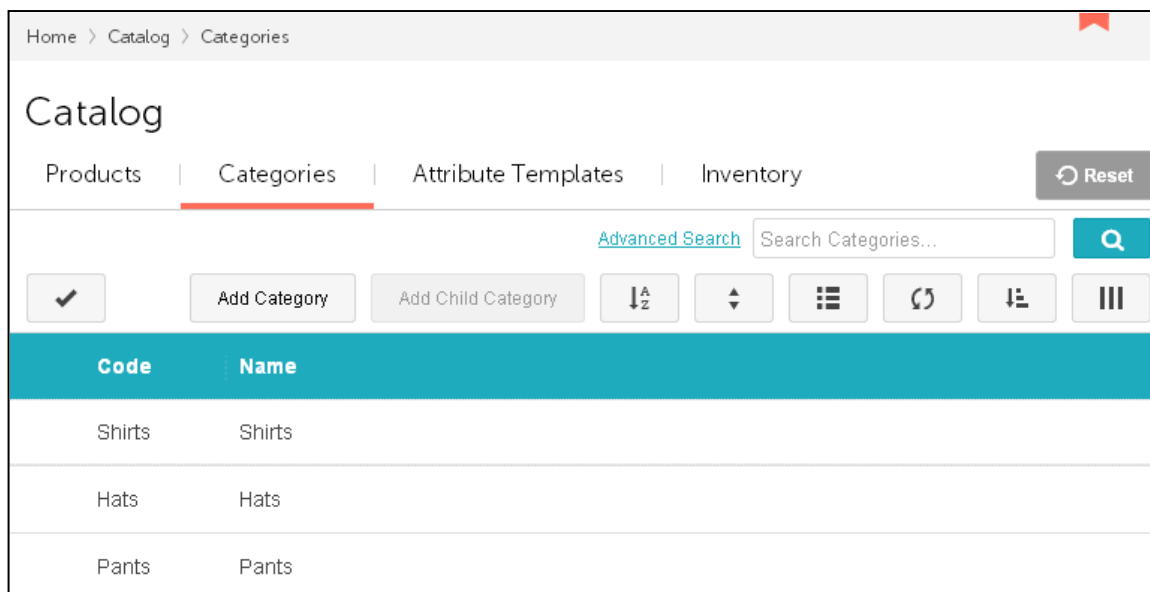 Home > Catalog > Categories
Catalog
Products Categories Attribute Templates Inventory Reset
Advanced Search Search Categories...
Add Category Add Child Category
Code Name
Shirts Shirts
Hats Hats
Pants Pants